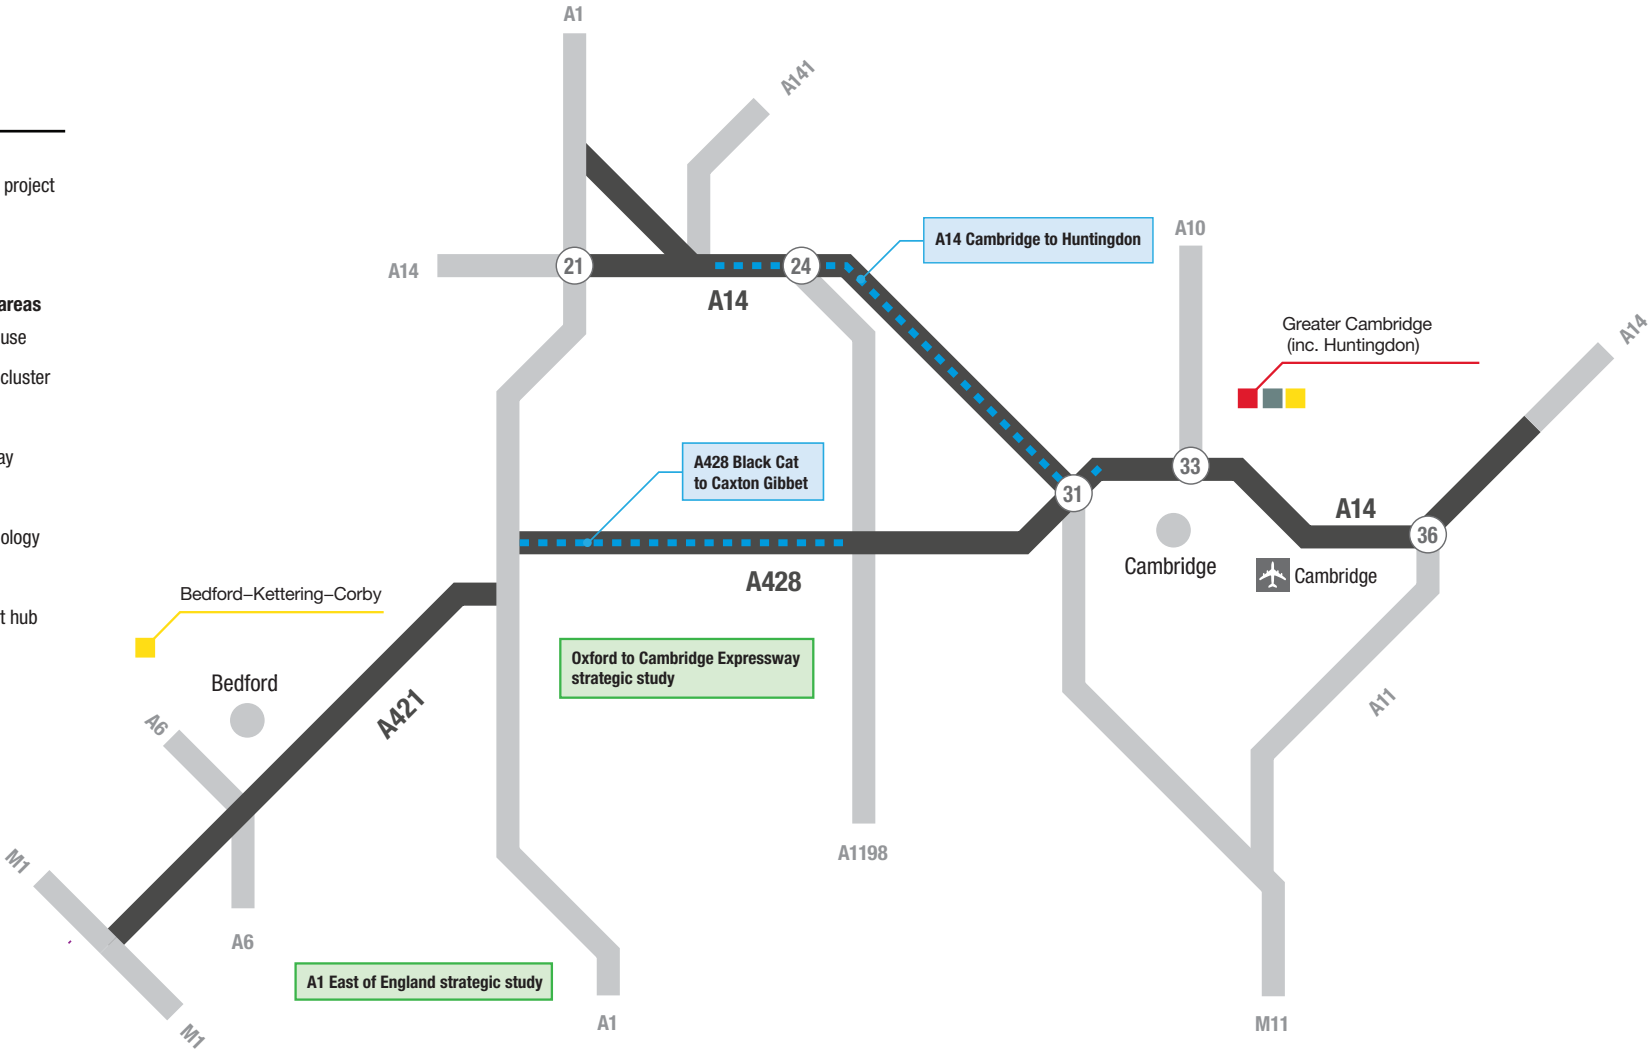 project
areas
use
cluster
ay
ology
t hub
A1
A141
A14
21
24
A14
A14 Cambridge to Huntingdon
A10
Greater Cambridge
(inc. Huntingdon)
A14
A428 Black Cat
to Caxton Gibbet
31
33
A14
36
Cambridge
Cambridge
A428
Bedford–Kettering–Corby
Bedford
Oxford to Cambridge Expressway
strategic study
A421
A6
A11
A1198
M1
A6
A1 East of England strategic study
M1
A1
M11